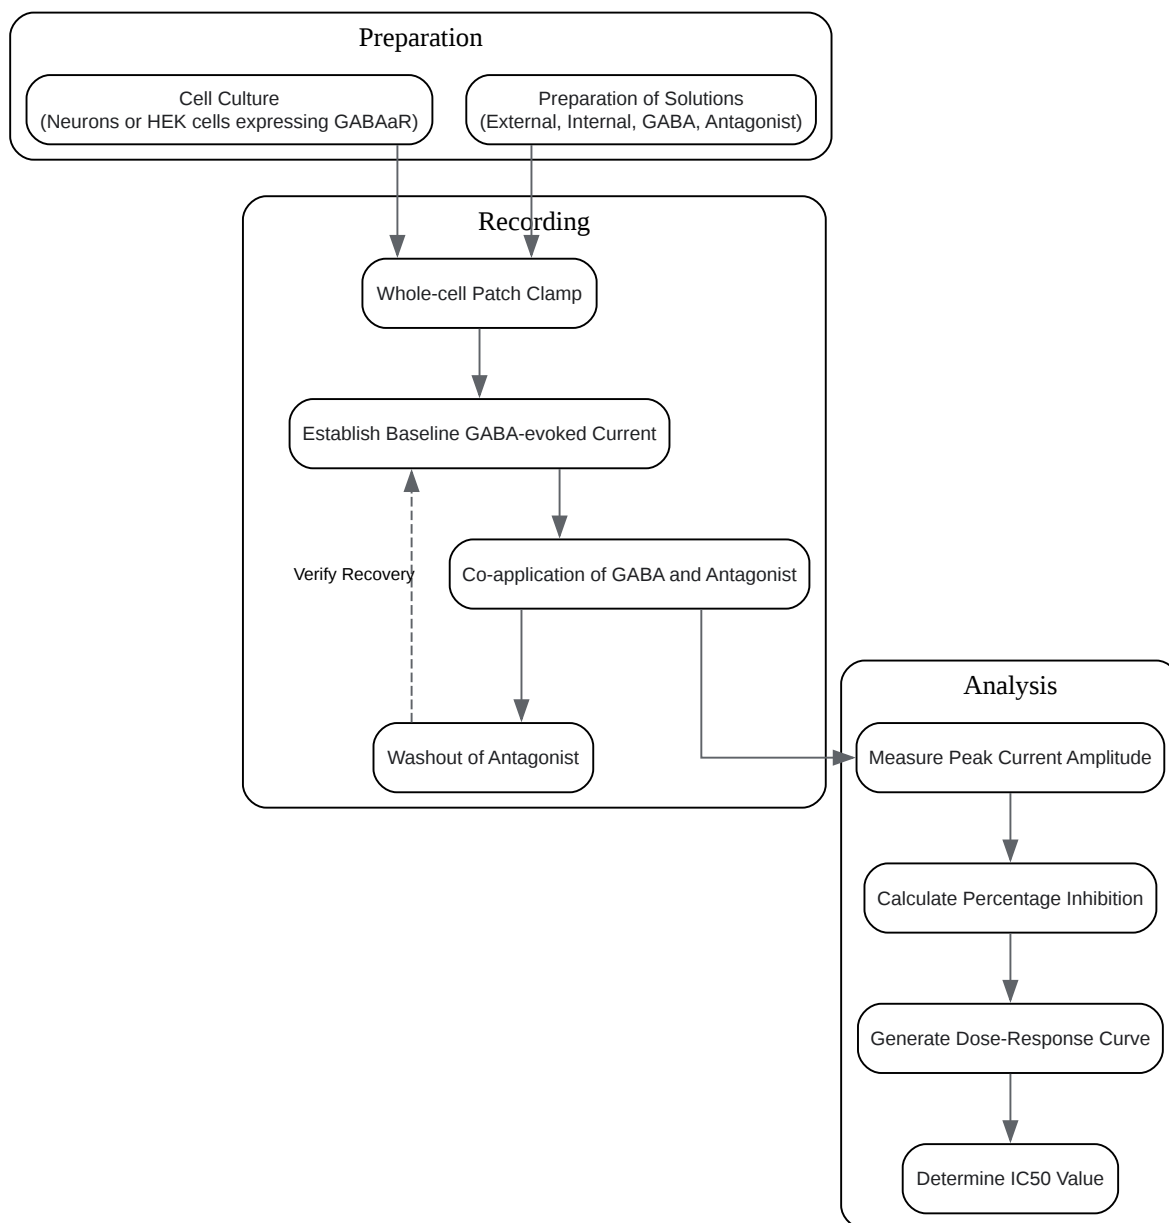 Preparation
Cell Culture
(Neurons or HEK cells expressing GABAaR)
Preparation of Solutions
(External, Internal, GABA, Antagonist)
Recording
Whole-cell Patch Clamp
Establish Baseline GABA-evoked Current
Verify Recovery
Co-application of GABA and Antagonist
Washout of Antagonist
Analysis
Measure Peak Current Amplitude
Calculate Percentage Inhibition
Generate Dose-Response Curve
Determine IC50 Value